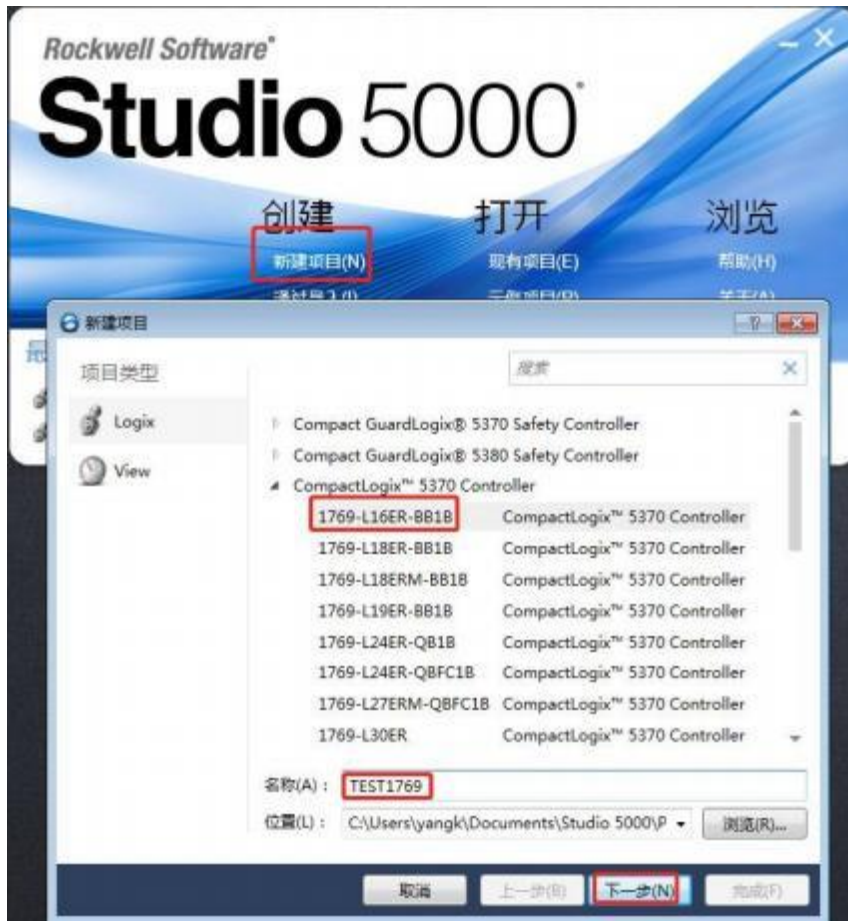 Rockwell Software®
Studio 5000®
创建 打开 浏览
新建项目(N) 现有项目(E) 帮助(H)
新建项目
项目类型
搜索
Logix
View
Compact GuardLogix® 5370 Safety Controller
Compact GuardLogix® 5380 Safety Controller
CompactLogix™ 5370 Controller
1769-L16ER-BB1B CompactLogix™ 5370 Controller
1769-L18ER-BB1B CompactLogix™ 5370 Controller
1769-L18ERM-BB1B CompactLogix™ 5370 Controller
1769-L19ER-BB1B CompactLogix™ 5370 Controller
1769-L24ER-QB1B CompactLogix™ 5370 Controller
1769-L24ER-QBFC1B CompactLogix™ 5370 Controller
1769-L27ERM-QBFC1B CompactLogix™ 5370 Controller
1769-L30ER CompactLogix™ 5370 Controller
名称(A): TEST1769
位置(L): C:\Users\yangk\Documents\Studio 5000\P 浏览(R)...
取消 上一步(B) 下一步(N) 完成(F)